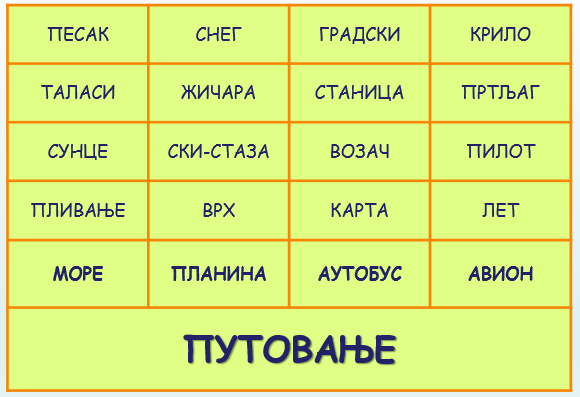 ПЕСАК СНЕГ ГРАДСКИ КРИЛО
ТАЛАСИ ЖИЧАРА СТАНИЦА ПРТЉАГ
СУНЦЕ СКИ-СТАЗА ВОЗАЧ ПИЛОТ
ПЛИВАЊЕ ВРХ КАРТА ЛЕТ
МОРЕ ПЛАНИНА АУТОБУС АВИОН
ПУТОВАЊЕ